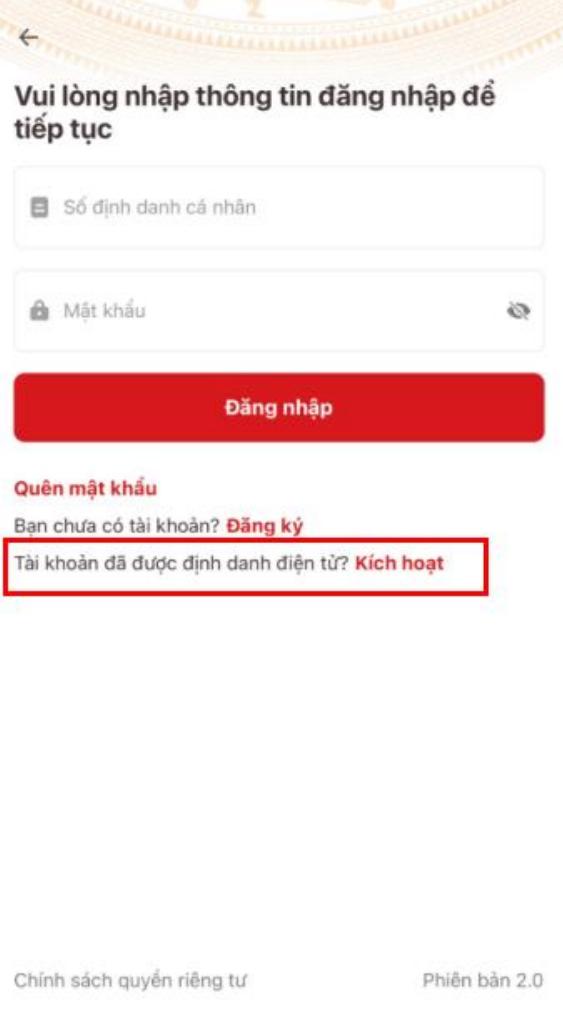 Vui lòng nhập thông tin đăng nhập để
tiếp tục
Số định danh cá nhân
Mật khẩu
Đăng nhập
Quên mật khẩu
Bạn chưa có tài khoản? Đăng ký
Tài khoản đã được định danh điện tử? Kích hoạt
Chính sách quyền riêng tư
Phiên bản 2.0